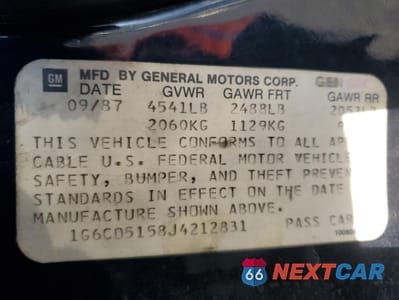 GM MFD BY GENERAL MOTORS CORP.
DATE GVWR GAWR FRT GAWR RR
09/87 4541LB 2488LB 2053LB
2060KG 1129KG
THIS VEHICLE CONFORMS TO ALL
CABLE U.S. FEDERAL MOTOR VEHICLE
SAFETY, BUMPER, AND THEFT PREVEN
STANDARDS IN EFFECT ON THE DATE
MANUFACTURE SHOWN ABOVE.
1G6CD5158J4212831 PASS CAR
66 NEXTCAR